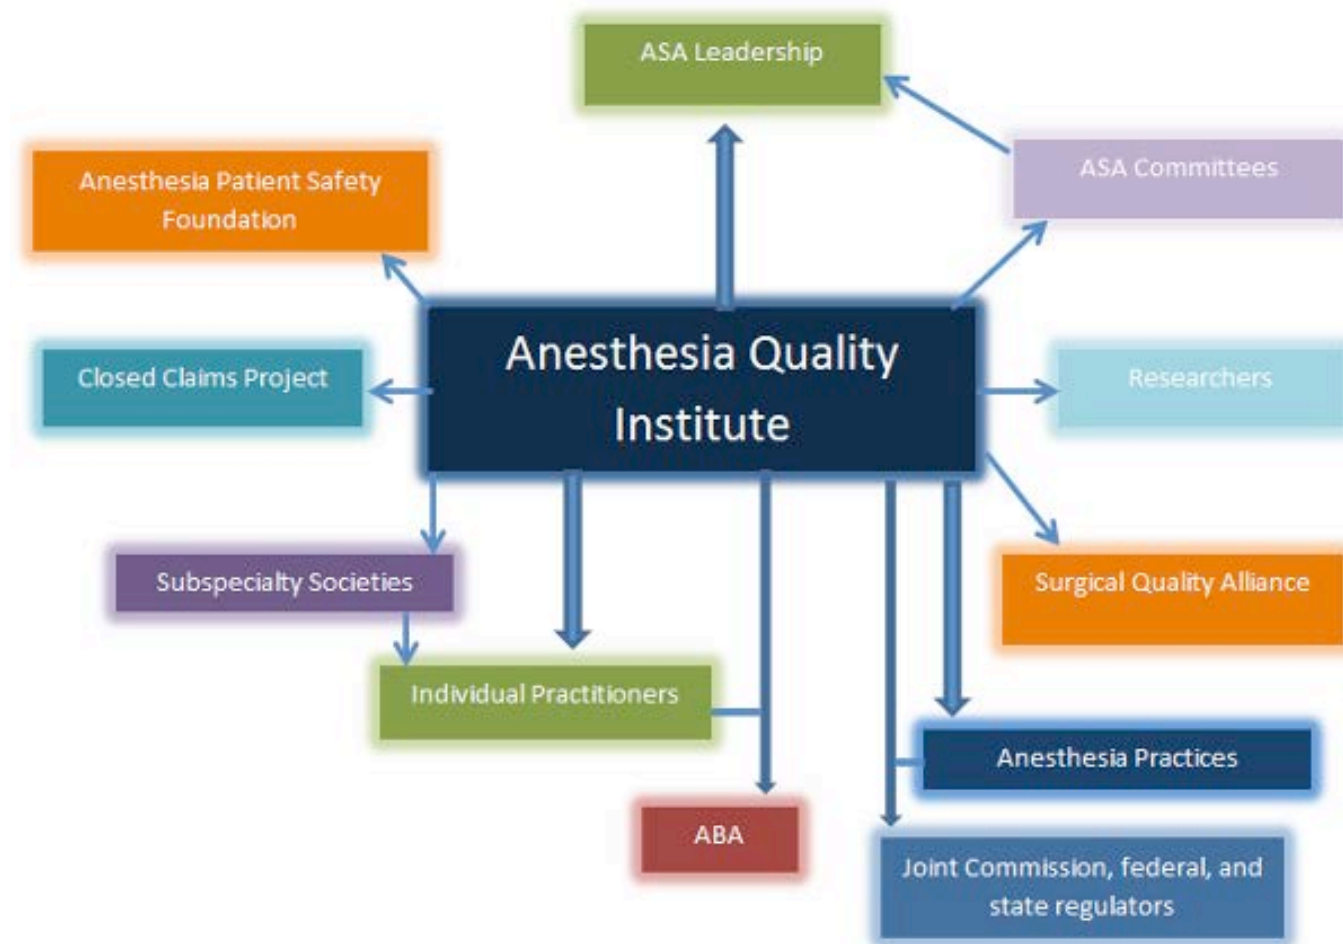 ASA Leadership
ASA Committees
Anesthesia Patient Safety
Foundation
Anesthesia Quality
Institute
Closed Claims Project
Researchers
Subspecialty Societies
Surgical Quality Alliance
Individual Practitioners
Anesthesia Practices
ABA
Joint Commission, federal, and
state regulators